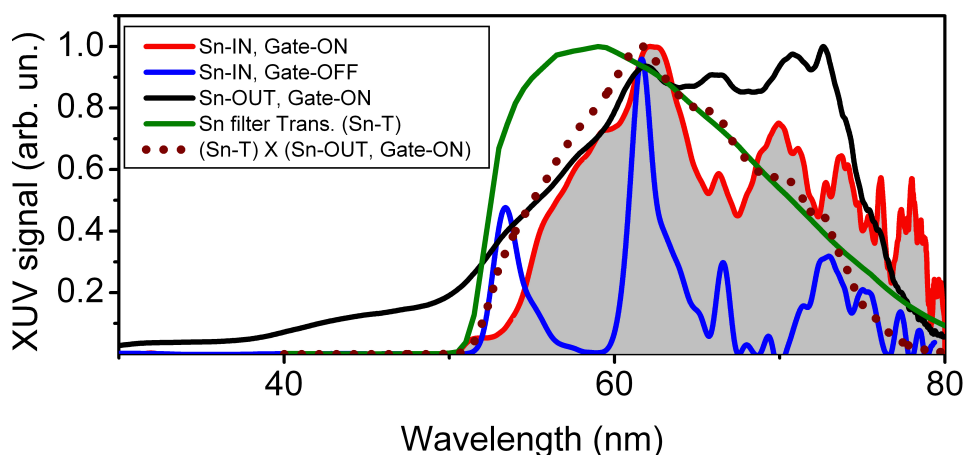 XUV signal (arb. un.)
1.0
0.8
0.6
0.4
0.2
Sn-IN, Gate-ON
Sn-IN, Gate-OFF
Sn-OUT, Gate-ON
Sn filter Trans. (Sn-T)
(Sn-T) X (Sn-OUT, Gate-ON)
40
60
80
Wavelength (nm)